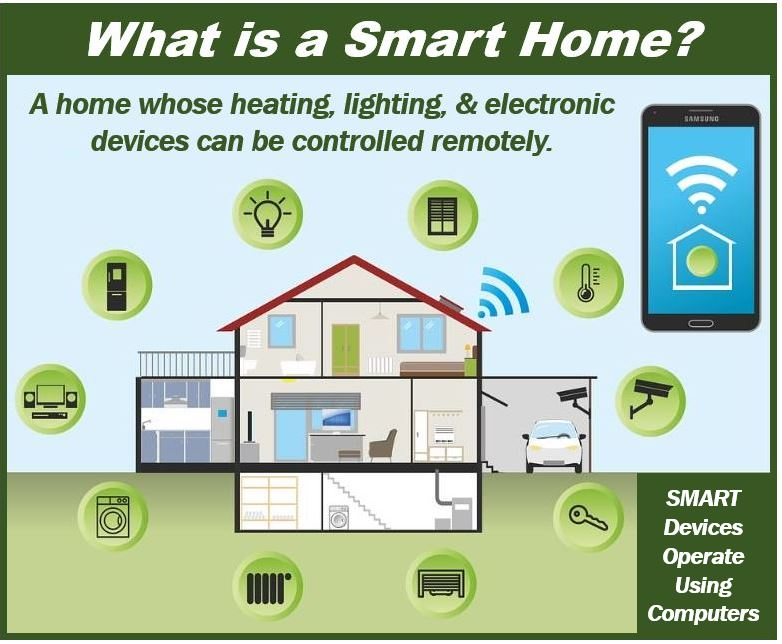 What is a Smart Home?
A home whose heating, lighting, & electronic
devices can be controlled remotely.
SAMSUNG
SMART
Devices
Operate
Using
Computers